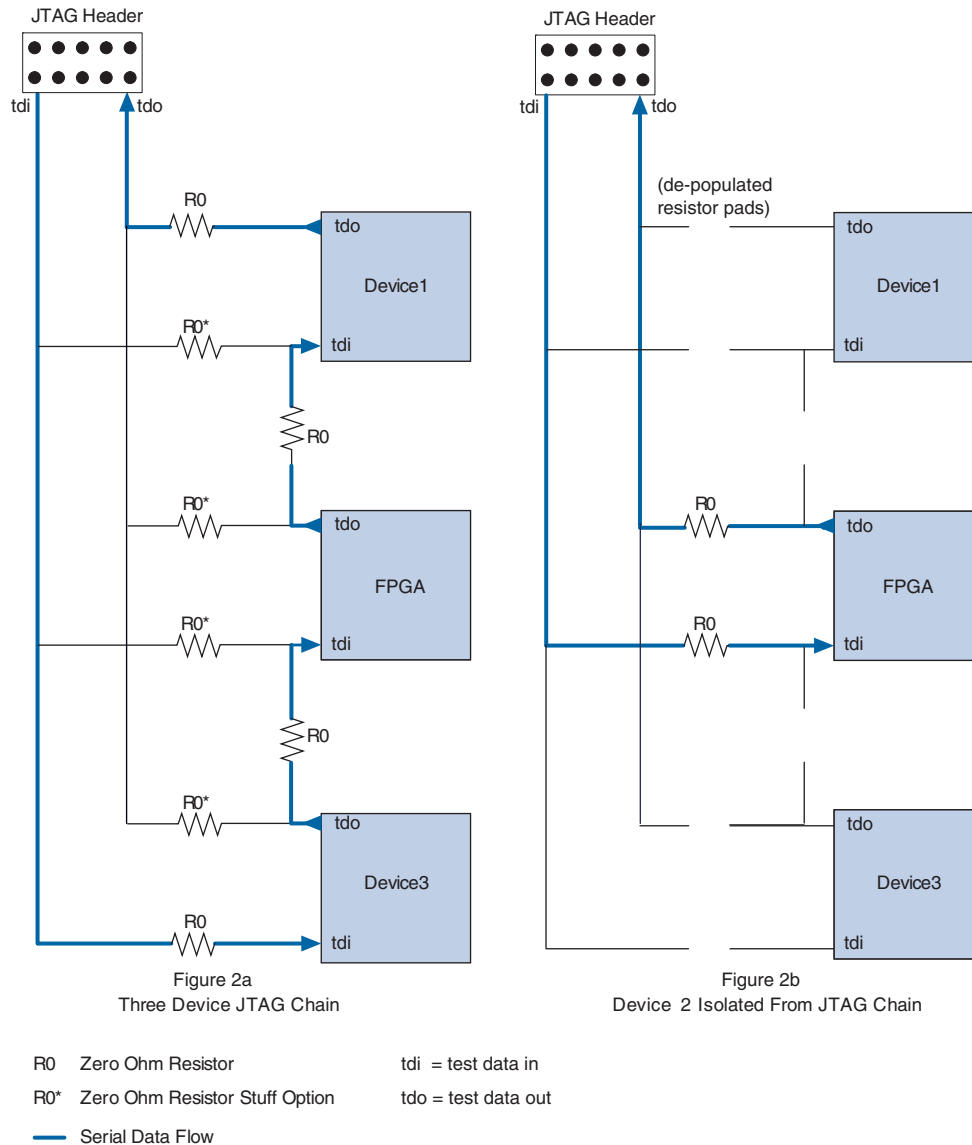 JTAG Header
tdi
tdo
R0
tdo
Device1
R0*
tdi
R0
R0*
tdo
FPGA
R0*
tdi
R0
R0*
tdo
Device3
R0
tdi
Figure 2a
Three Device JTAG Chain
JTAG Header
tdi
tdo
(de-populated
resistor pads)
tdo
Device1
tdi
R0
tdo
FPGA
R0
tdi
tdo
Device3
tdi
Figure 2b
Device 2 Isolated From JTAG Chain
R0 Zero Ohm Resistor
tdi = test data in
R0* Zero Ohm Resistor Stuff Option
tdo = test data out
Serial Data Flow